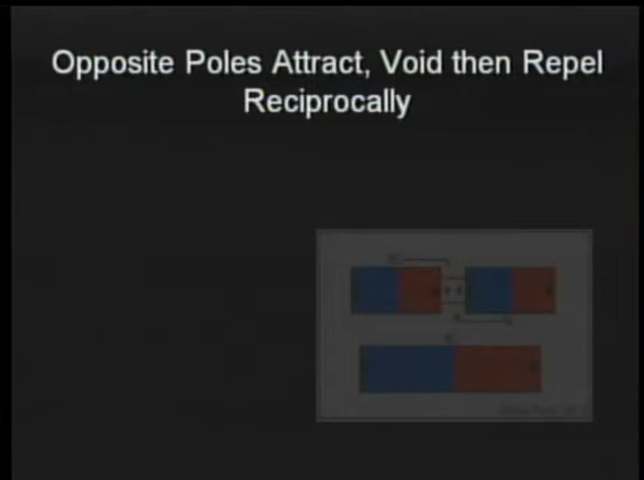 Opposite Poles Attract, Void then Repel
Reciprocally